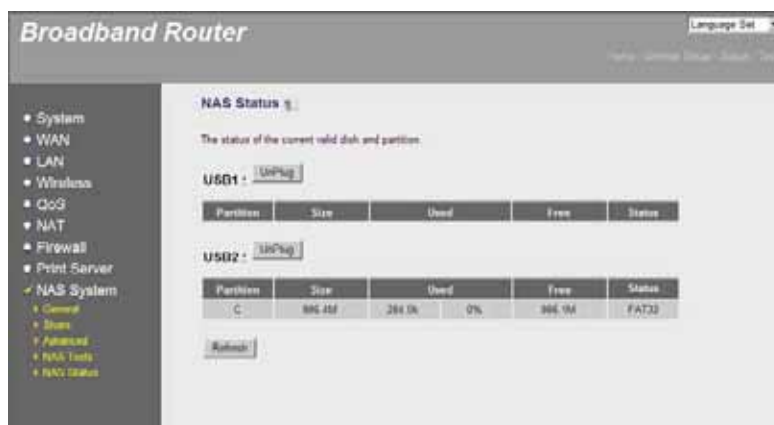 Broadband Router
Language Set
NAS Status
System
WAN
LAN
Wireless
QoS
NAT
Firewall
Print Server
NAS System
General
Share
Advanced
NAS Tools
NAS Status
The status of the current valid disk and partition.
USB1 : UnPlug
Partition Size Used Free Status
USB2 : UnPlug
Partition Size Used Free Status
C 0% FAT32
Refresh